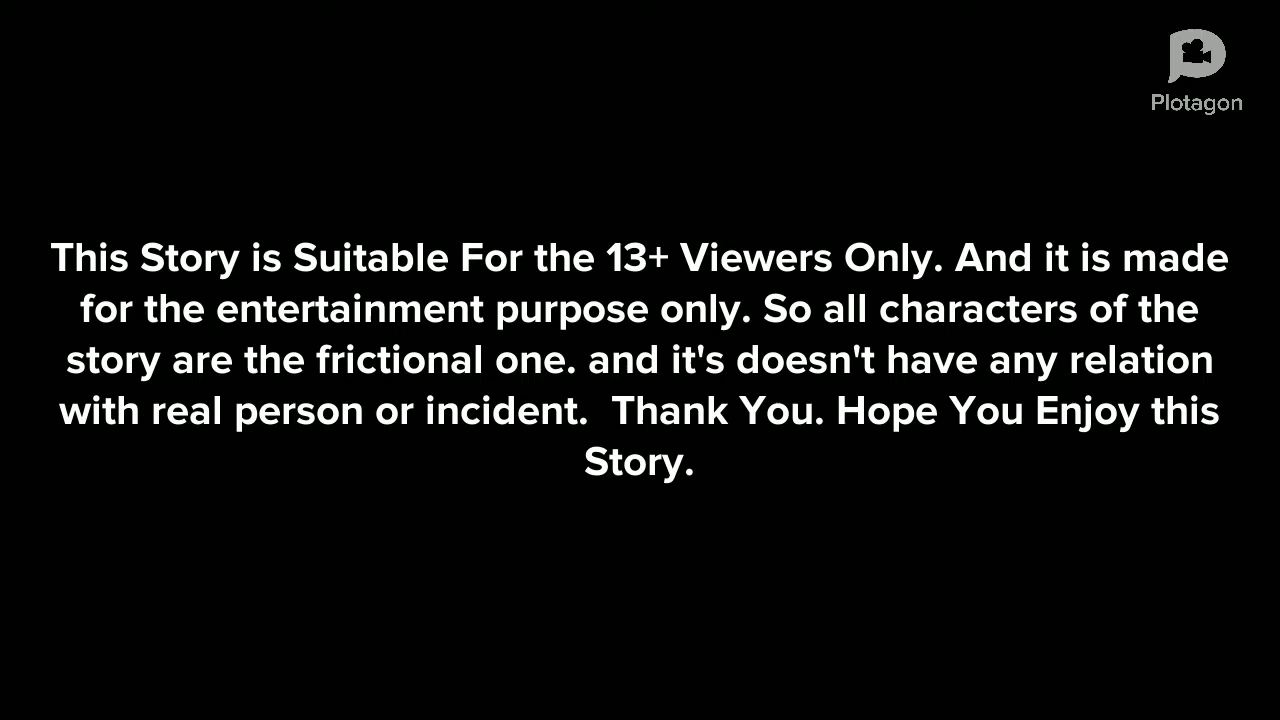 Plotagon
This Story is Suitable For the 13+ Viewers Only. And it is made
for the entertainment purpose only. So all characters of the
story are the frictional one. and it's doesn't have any relation
with real person or incident.  Thank You. Hope You Enjoy this
Story.